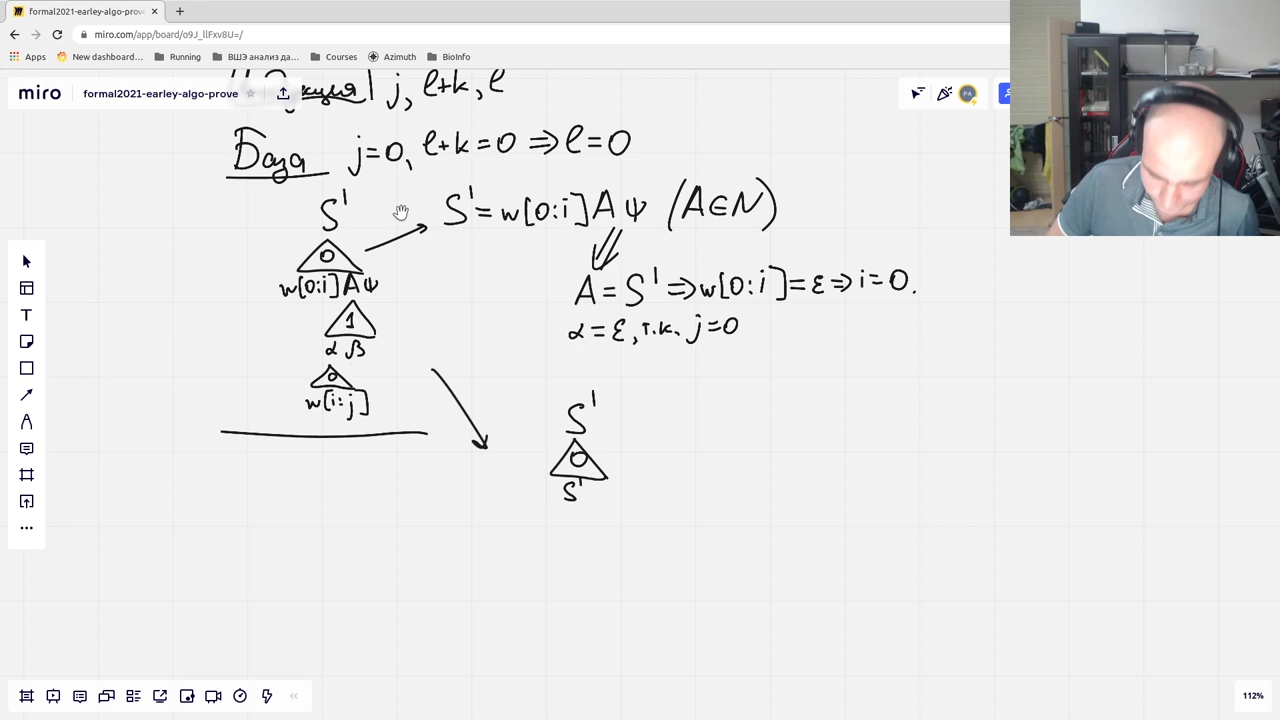 formal2021-earley-algo-prove
miro.com/app/board/o9J_llFxv8U=/
Apps
New dashboard...
Running
ВШЭ анализ да...
Courses
Azimuth
BioInfo
miro
formal2021-earley-algo-prove
j, ℓ+k, ℓ
База j=0, ℓ+k=0 ⇒ ℓ=0
S'
0
w[0:i]Aψ
1
α β
0
w[i:j]
S' = w[0:i]Aψ (A∈N)
A = S' ⇒ w[0:i] = ε ⇒ i=0.
α = ε, т.к. j=0
S'
0
S'
112%